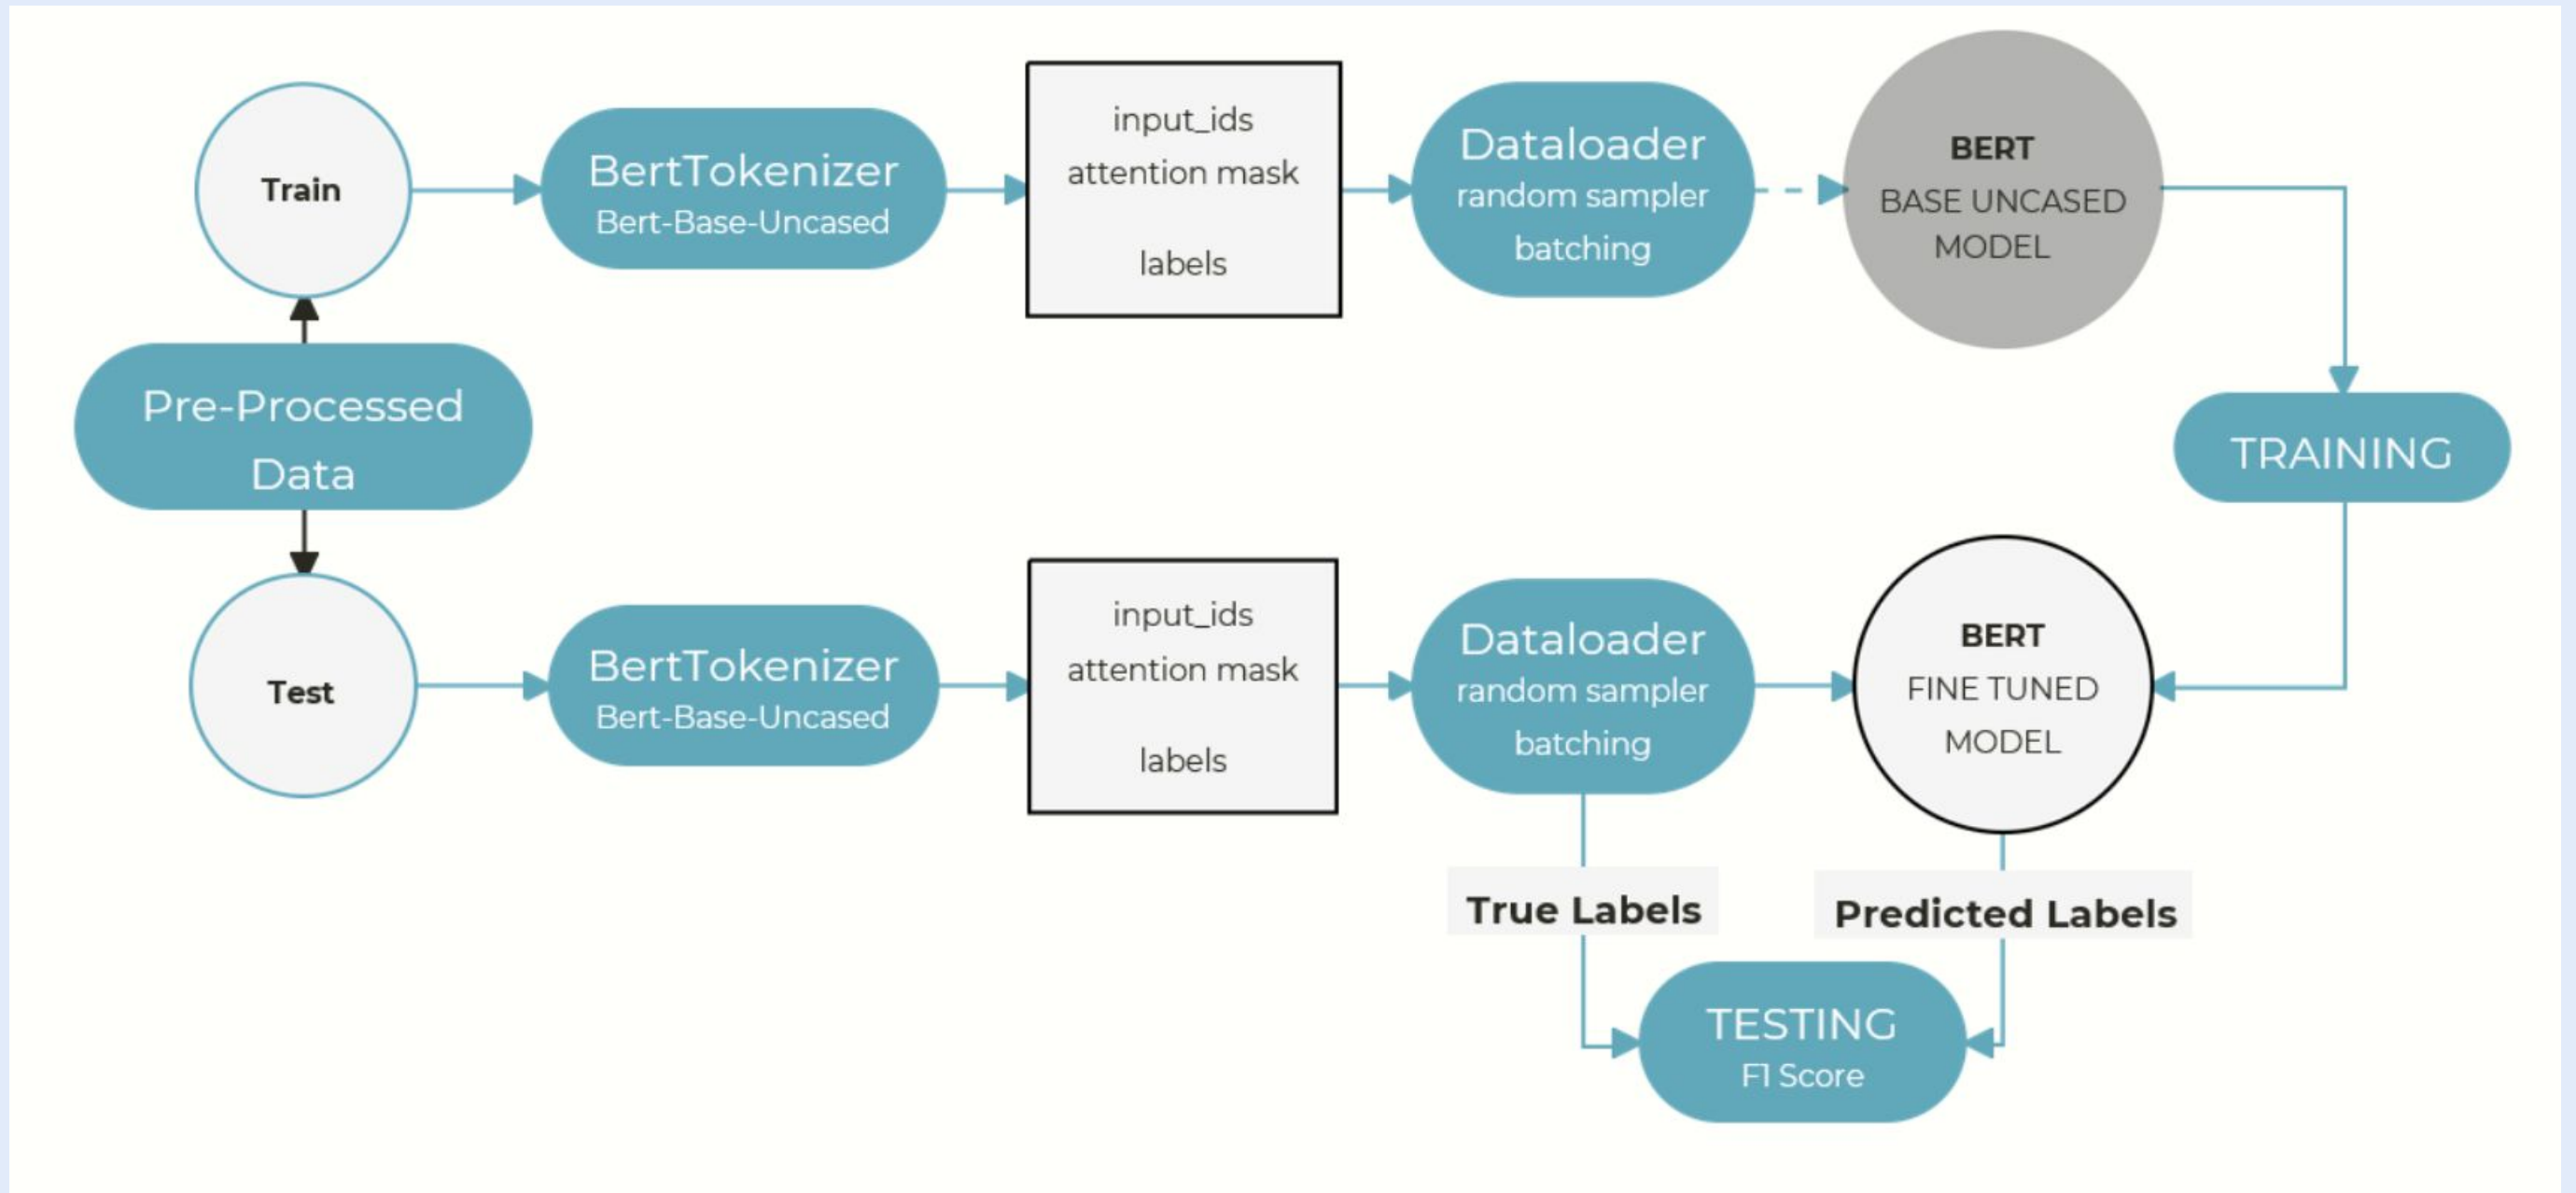 Train
BertTokenizer
Bert-Base-Uncased
input_ids
attention mask
labels
Dataloader
random sampler
batching
BERT
BASE UNCASED
MODEL
Pre-Processed
Data
TRAINING
Test
BertTokenizer
Bert-Base-Uncased
input_ids
attention mask
labels
Dataloader
random sampler
batching
BERT
FINE TUNED
MODEL
True Labels
Predicted Labels
TESTING
F1 Score